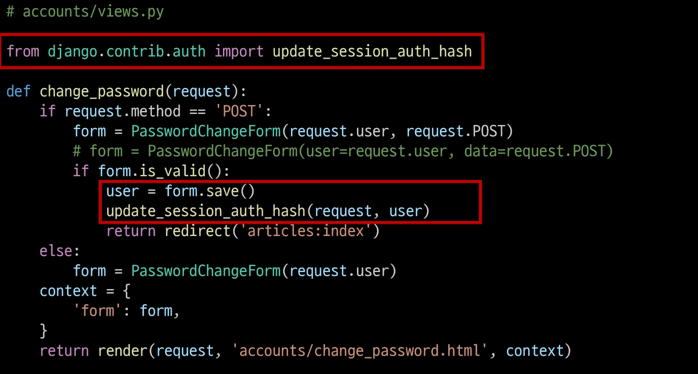 # accounts/views.py
from django.contrib.auth import update_session_auth_hash
def change_password(request):
    if request.method == 'POST':
        form = PasswordChangeForm(request.user, request.POST)
        # form = PasswordChangeForm(user=request.user, data=request.POST)
        if form.is_valid():
            user = form.save()
            update_session_auth_hash(request, user)
            return redirect('articles:index')
    else:
        form = PasswordChangeForm(request.user)
    context = {
        'form': form,
    }
    return render(request, 'accounts/change_password.html', context)